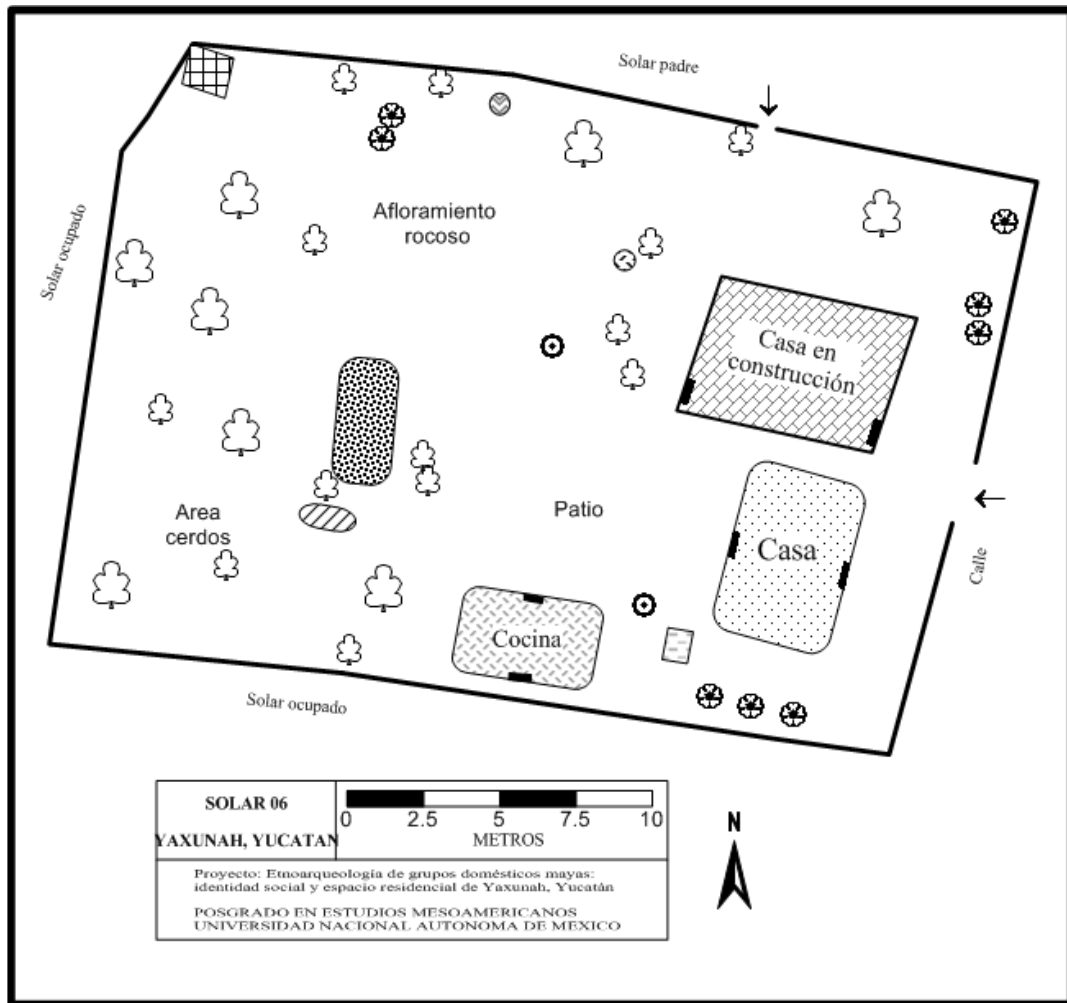 Solar padre
Solar ocupado
Afloramiento
rocoso
Casa en
construcción
Area
cerdos
Patio
Casa
Calle
Cocina
Solar ocupado
SOLAR 06
YAXUNAH, YUCATAN
0 2.5 5 7.5 10
METROS
N
Proyecto: Etnoarqueología de grupos domésticos mayas:
identidad social y espacio residencial de Yaxunah, Yucatán
POSGRADO EN ESTUDIOS MESOAMERICANOS
UNIVERSIDAD NACIONAL AUTONOMA DE MEXICO